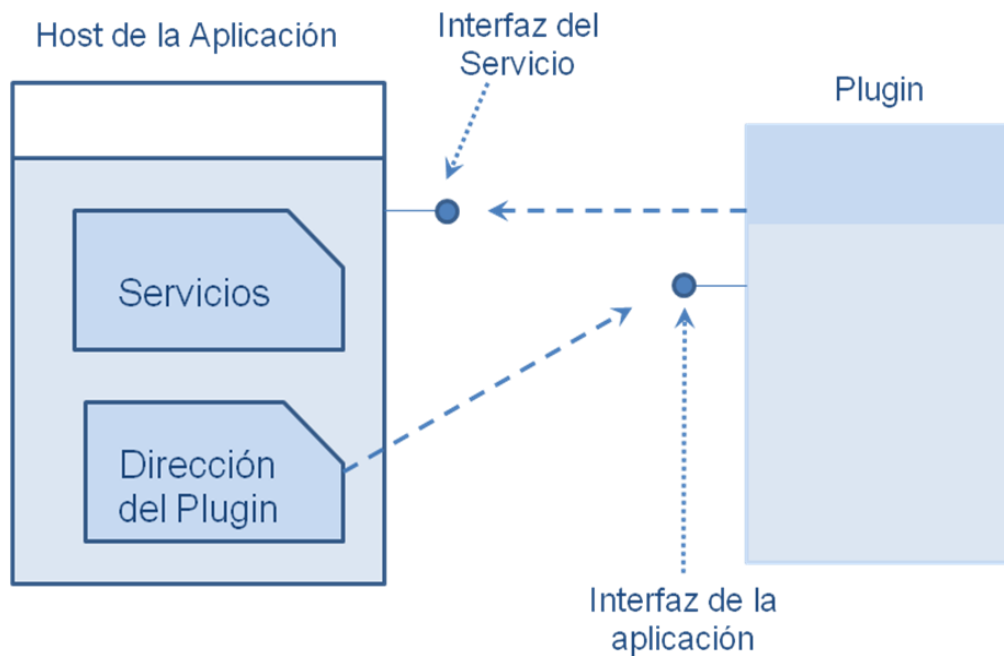 Host de la Aplicación
Interfaz del
Servicio
Plugin
Servicios
Dirección
del Plugin
Interfaz de la
aplicación